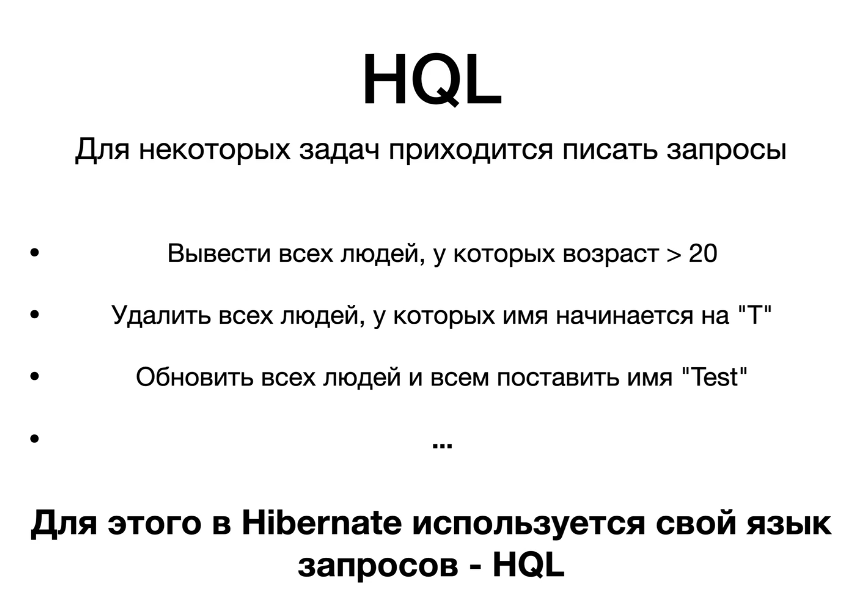 HQL
Для некоторых задач приходится писать запросы
• Вывести всех людей, у которых возраст > 20
• Удалить всех людей, у которых имя начинается на "T"
• Обновить всех людей и всем поставить имя "Test"
• ...
Для этого в Hibernate используется свой язык
запросов - HQL